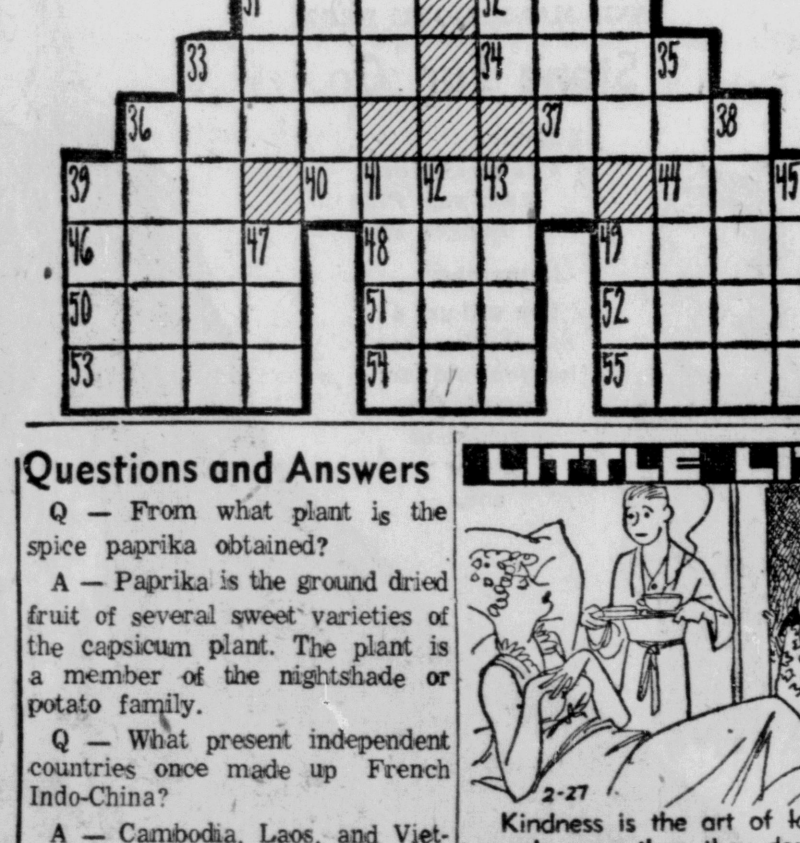 33 34 35
36 37 38
39 40 41 42 43 44 45
46 47 48 49
50 51 52
53 54 55
Questions and Answers
Q — From what plant is the
spice paprika obtained?
A — Paprika is the ground dried
fruit of several sweet varieties of
the capsicum plant. The plant is
a member of the nightshade or
potato family.
Q — What present independent
countries once made up French
Indo-China?
A — Cambodia, Laos, and Viet-
LITTLE LI
2-27
Kindness is the art of